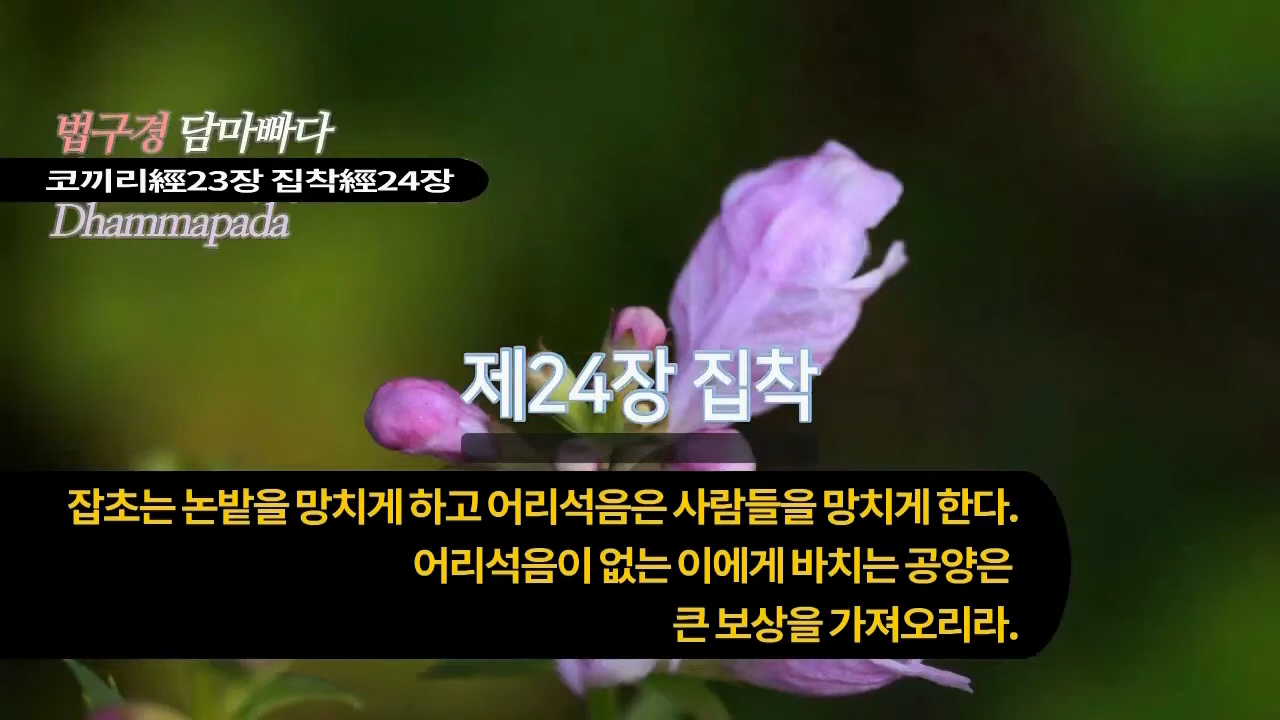 법구경 담마빠다
코끼리經23장 집착經24장
Dhammapada
제24장 집착
잡초는 논밭을 망치게 하고 어리석음은 사람들을 망치게 한다.
어리석음이 없는 이에게 바치는 공양은
큰 보상을 가져오리라.